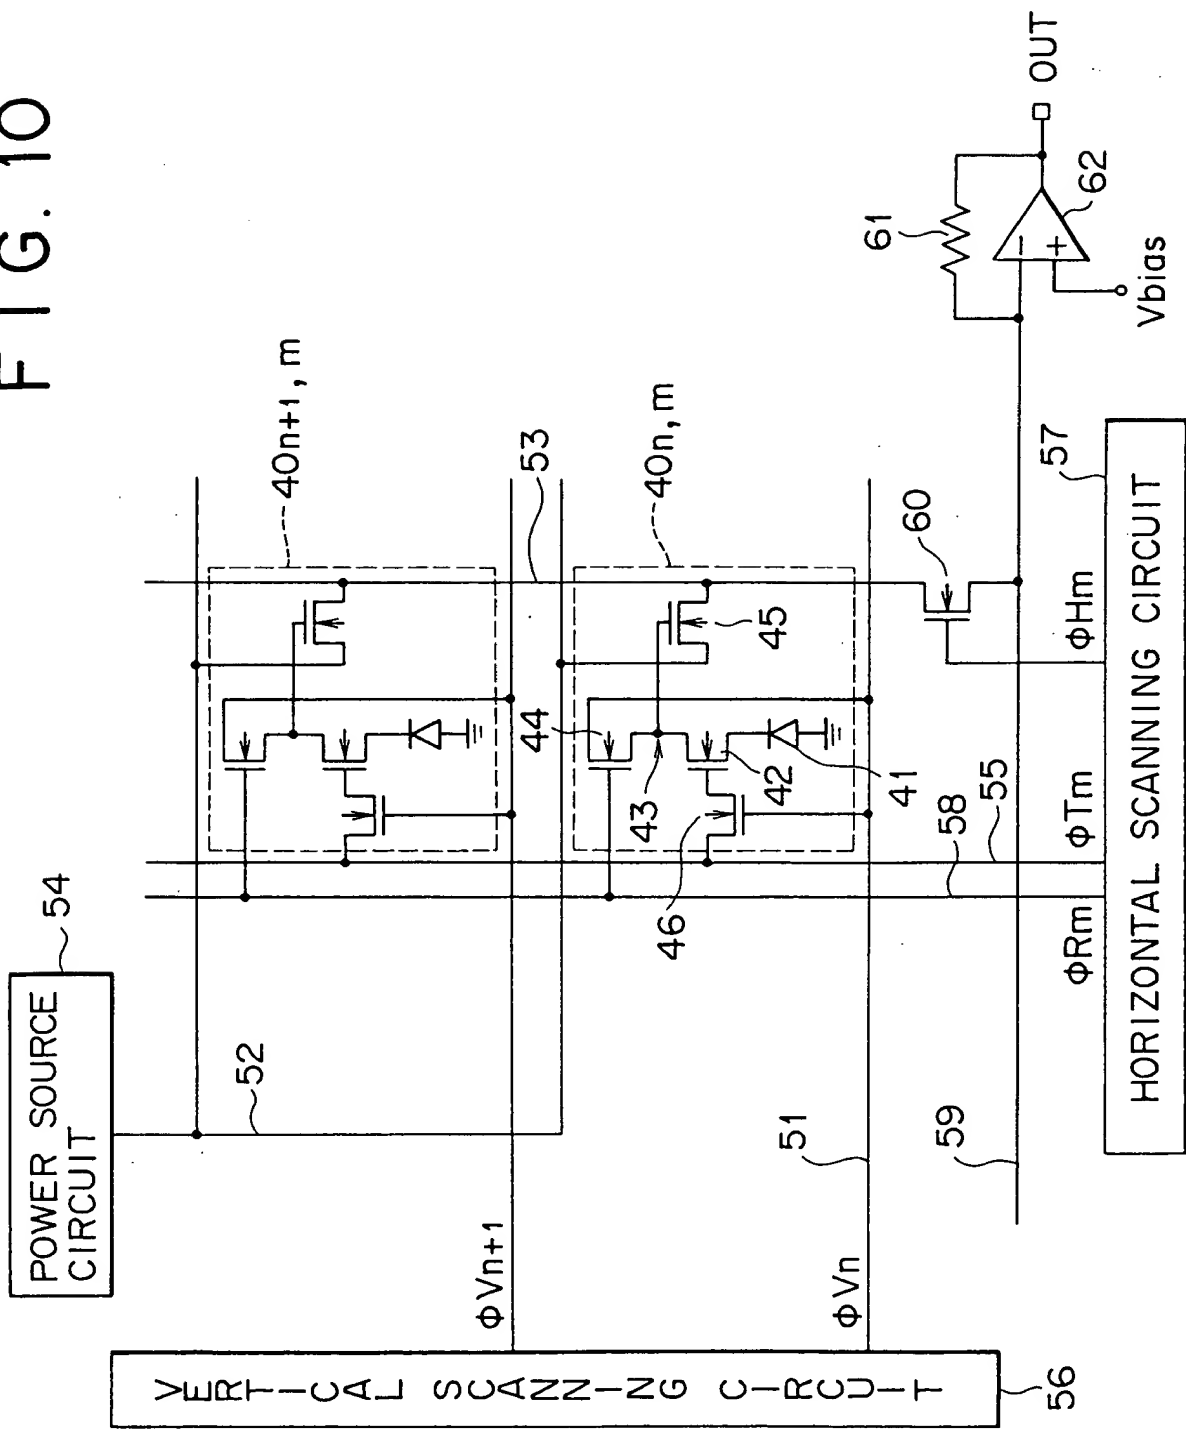 FIG. 10
POWER SOURCE
CIRCUIT
54
52
40n+1, m
53
40n, m
44
45
43
42
41
46
58
55
ΦVn+1
ΦVn
51
59
60
57
61
62
OUT
Vbias
ΦRm
ΦTm
ΦHm
HORIZONTAL SCANNING CIRCUIT
VERTICAL SCANNING CIRCUIT
56
−
+